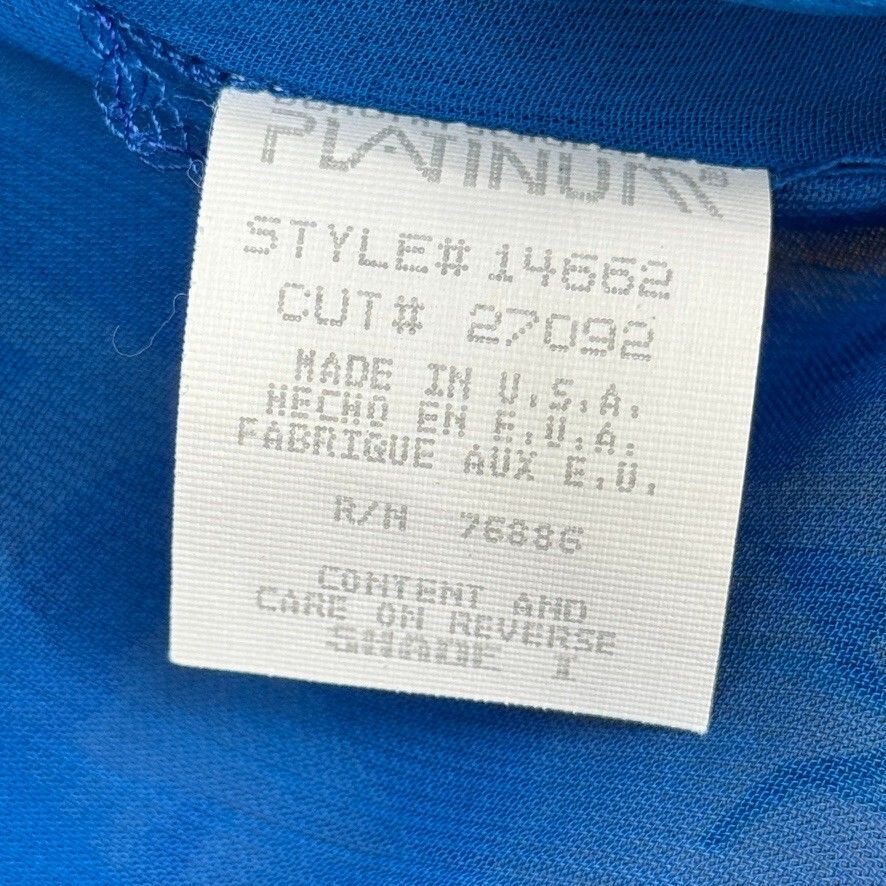 PLATINUM®
STYLE# 14662
CUT# 27092
MADE IN U.S.A.
HECHO EN E.U.A.
FABRIQUE AUX E.U.
R/N 76886
CONTENT AND
CARE ON REVERSE
SHADE I